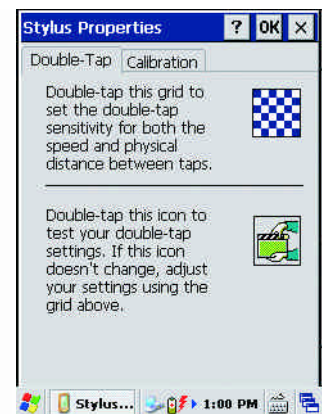 Stylus Properties ? OK ×
Double-Tap Calibration
Double-tap this grid to
set the double-tap
sensitivity for both the
speed and physical
distance between taps.
Double-tap this icon to
test your double-tap
settings. If this icon
doesn't change, adjust
your settings using the
grid above.
Stylus... 1:00 PM